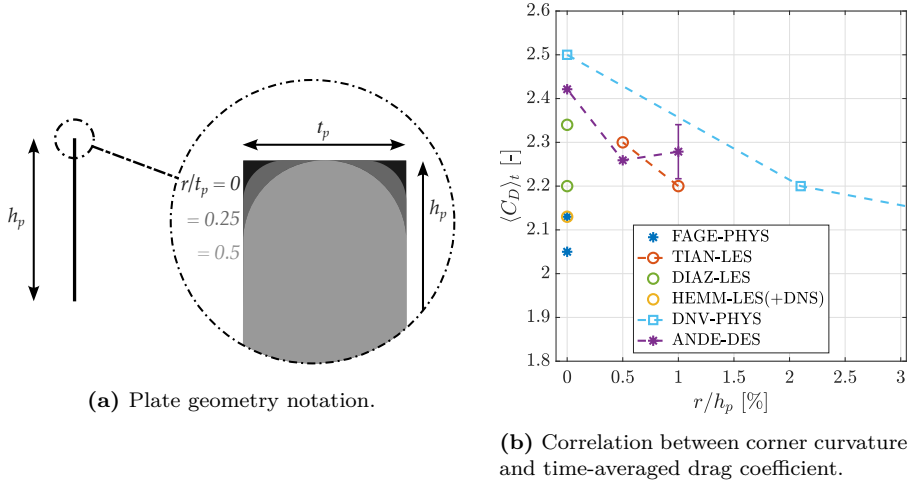 h_p
t_p
r/t_p = 0
= 0.25
= 0.5
h_p
(a) Plate geometry notation.
(b)
⟨C_D⟩_t [-]
2.6
2.5
2.4
2.3
2.2
2.1
2
1.9
1.8
FAGE-PHYS
TIAN-LES
DIAZ-LES
HEMM-LES(+DNS)
DNV-PHYS
ANDE-DES
0 0.5 1 1.5 2 2.5 3
r/h_p [%]
(b) Correlation between corner curvature
and time-averaged drag coefficient.